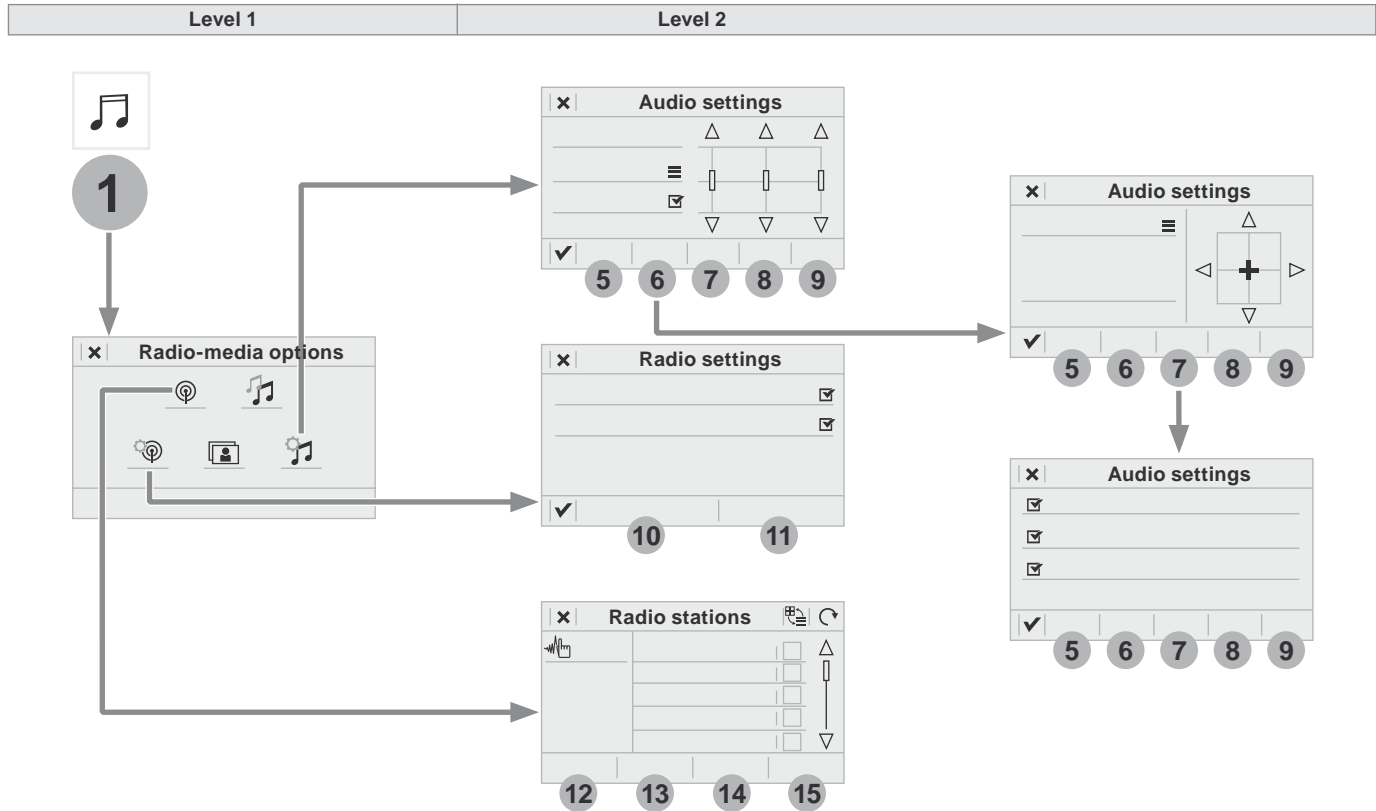 Level 1 Level 2
1
Audio settings
5 6 7 8 9
Audio settings
5 6 7 8 9
Radio-media options
Radio settings
10 11
Audio settings
5 6 7 8 9
Radio stations
12 13 14 15